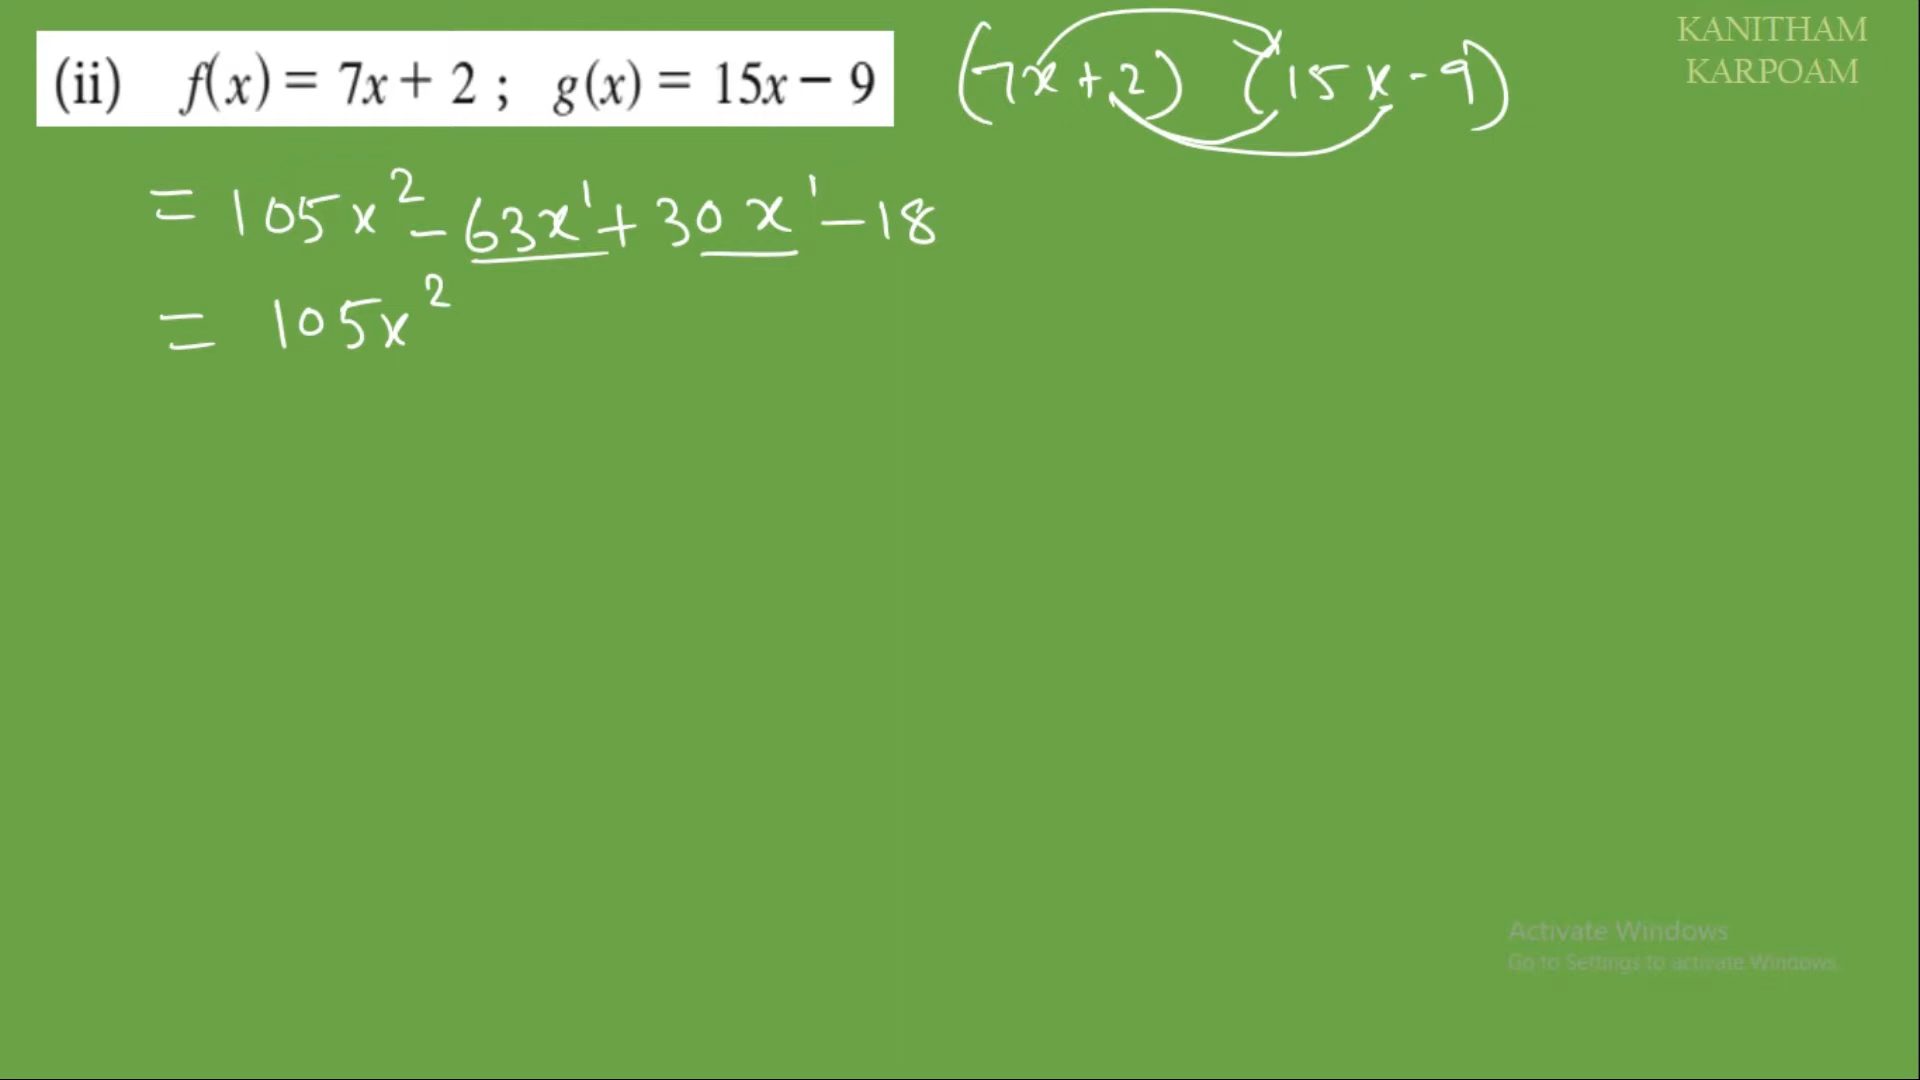 (ii) f(x) = 7x + 2 ; g(x) = 15x − 9
(7x+2) (15x-9)
KANITHAM
KARPOAM
= 105x² - 63x¹ + 30x¹ - 18
= 105x²
Activate Windows
Go to Settings to activate Windows.